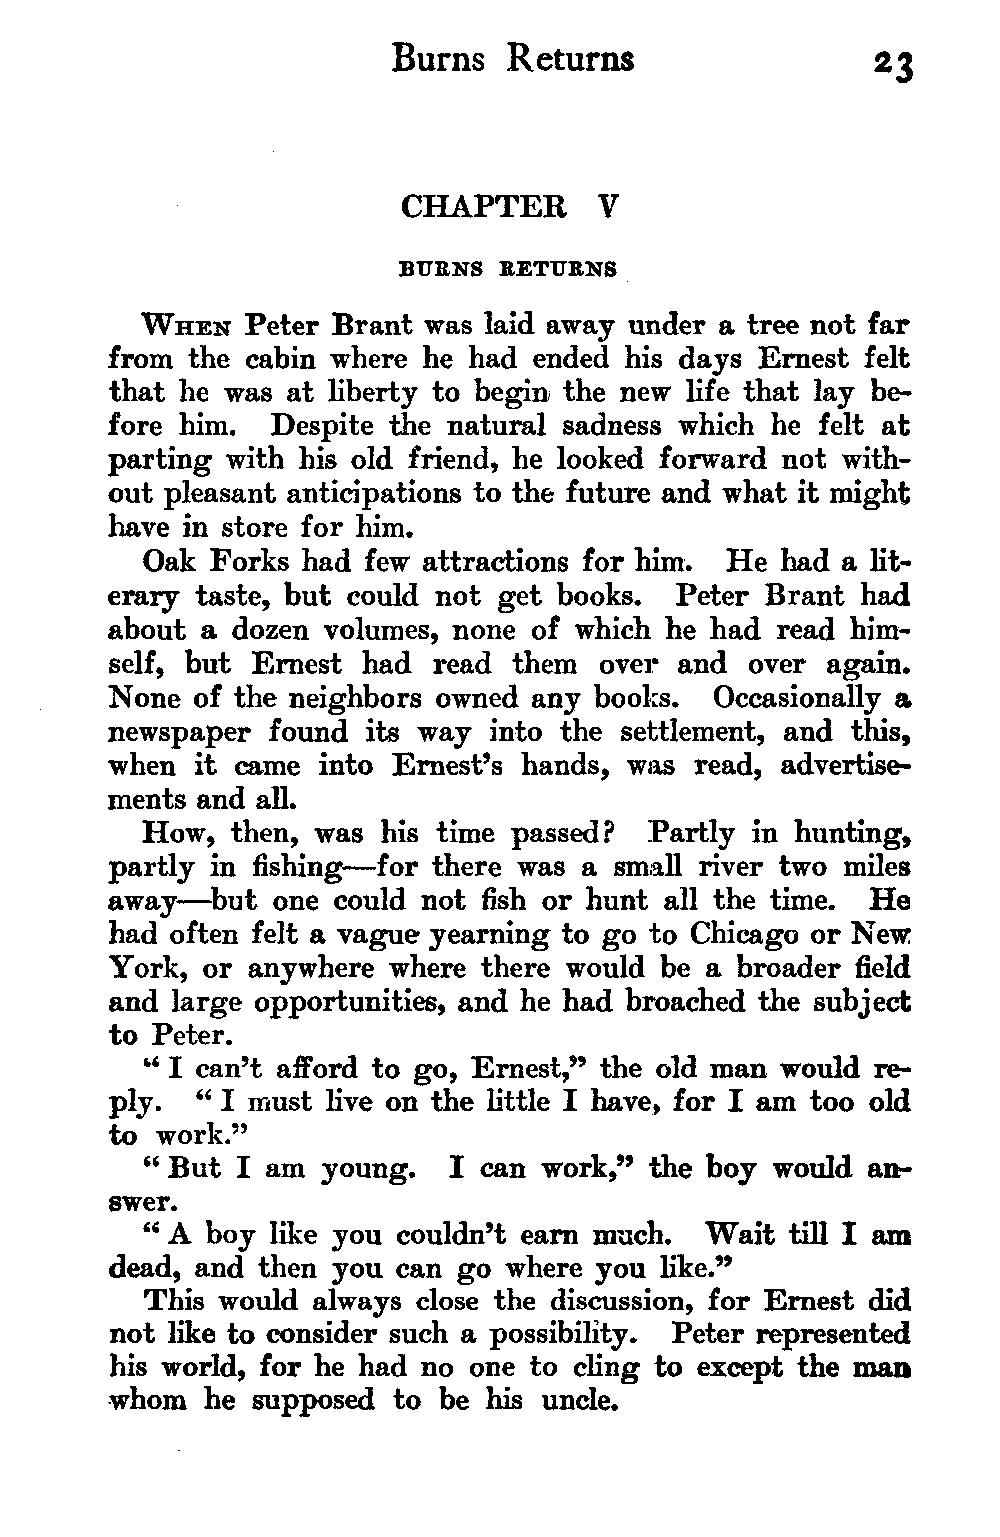 Burns Returns 23
CHAPTER V
BURNS RETURNS
WHEN Peter Brant was laid away under a tree not far
from the cabin where he had ended his days Ernest felt
that he was at liberty to begin the new life that lay be-
fore him. Despite the natural sadness which he felt at
parting with his old friend, he looked forward not with-
out pleasant anticipations to the future and what it might
have in store for him.
Oak Forks had few attractions for him. He had a lit-
erary taste, but could not get books. Peter Brant had
about a dozen volumes, none of which he had read him-
self, but Ernest had read them over and over again.
None of the neighbors owned any books. Occasionally a
newspaper found its way into the settlement, and this,
when it came into Ernest's hands, was read, advertise-
ments and all.
How, then, was his time passed? Partly in hunting,
partly in fishing—for there was a small river two miles
away—but one could not fish or hunt all the time. He
had often felt a vague yearning to go to Chicago or New
York, or anywhere where there would be a broader field
and large opportunities, and he had broached the subject
to Peter.
“ I can't afford to go, Ernest,” the old man would re-
ply. “ I must live on the little I have, for I am too old
to work.”
“ But I am young. I can work,” the boy would an-
swer.
“ A boy like you couldn't earn much. Wait till I am
dead, and then you can go where you like.”
This would always close the discussion, for Ernest did
not like to consider such a possibility. Peter represented
his world, for he had no one to cling to except the man
whom he supposed to be his uncle.